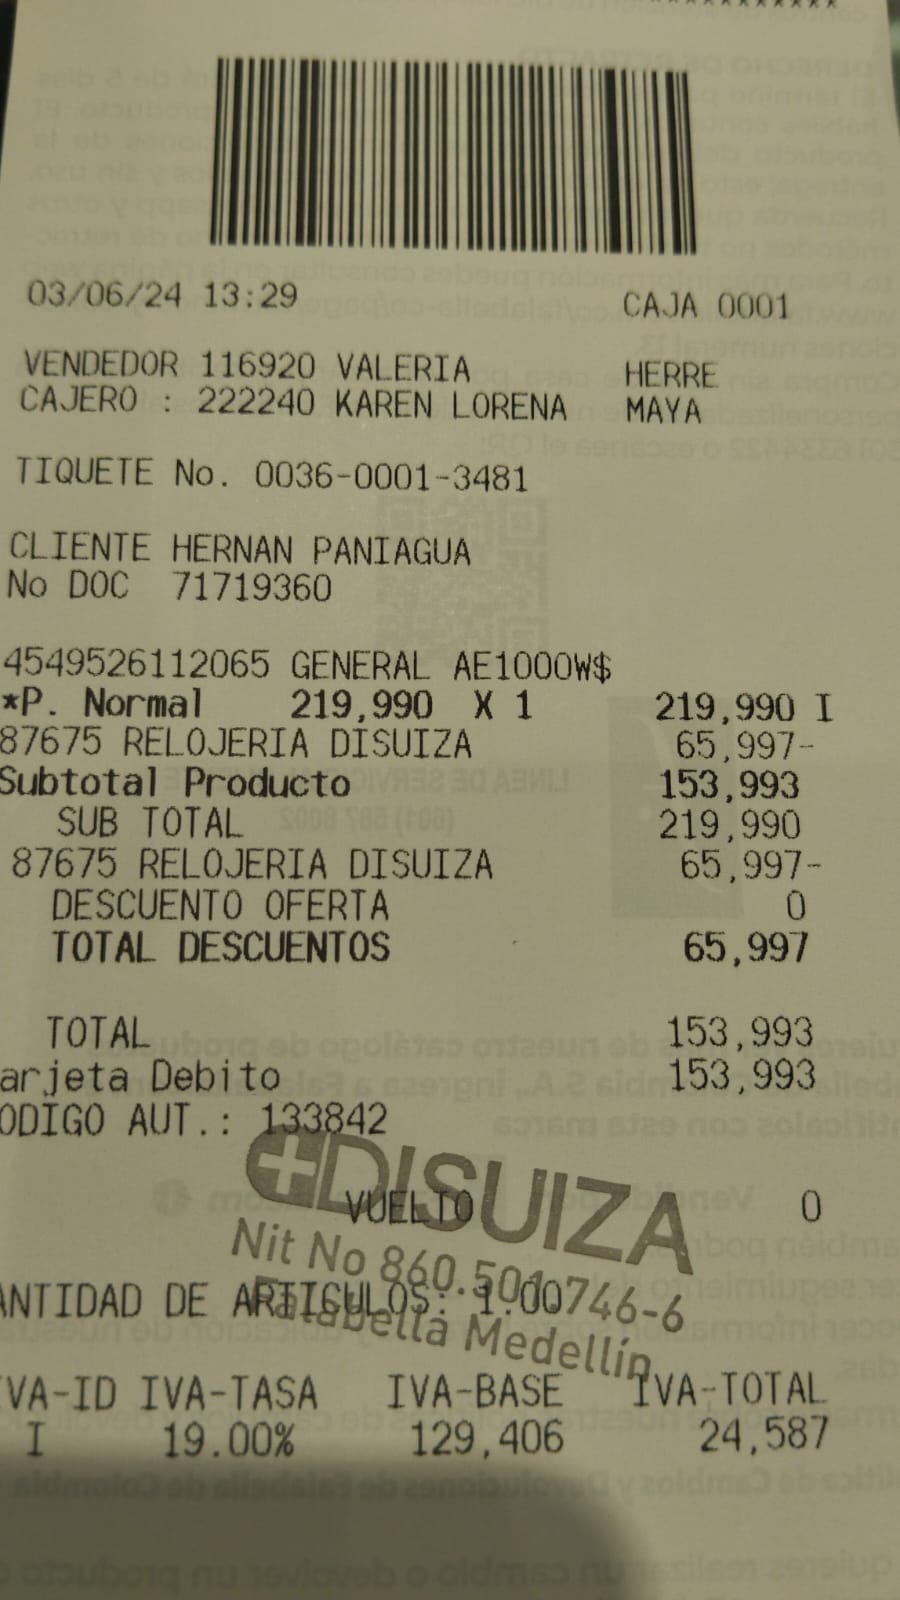 03/06/24 13:29 CAJA 0001
VENDEDOR 116920 VALERIA HERRE
CAJERO : 222240 KAREN LORENA MAYA
TIQUETE No. 0036-0001-3481
CLIENTE HERNAN PANIAGUA
No DOC 71719360
4549526112065 GENERAL AE1000W$
*P. Normal 219,990 X 1 219,990 I
87675 RELOJERIA DISUIZA 65,997-
Subtotal Producto 153,993
SUB TOTAL 219,990
87675 RELOJERIA DISUIZA 65,997-
DESCUENTO OFERTA 0
TOTAL DESCUENTOS 65,997
TOTAL 153,993
arjeta Debito 153,993
ODIGO AUT.: 133842
DISUIZA
VUELTO 0
Nit No 860.501.746-6
ANTIDAD DE ARTICULOS: 1.00
Falabella Medellín
VA-ID IVA-TASA IVA-BASE IVA-TOTAL
I 19.00% 129,406 24,587